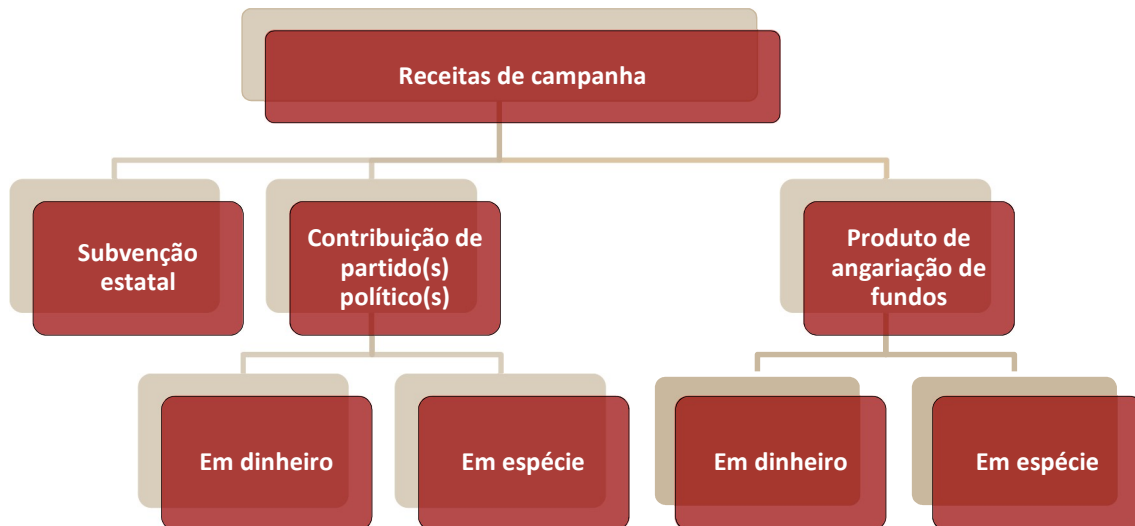 Receitas de campanha
Subvenção
estatal
Contribuição de
partido(s)
político(s)
Produto de
angariação de
fundos
Em dinheiro
Em espécie
Em dinheiro
Em espécie